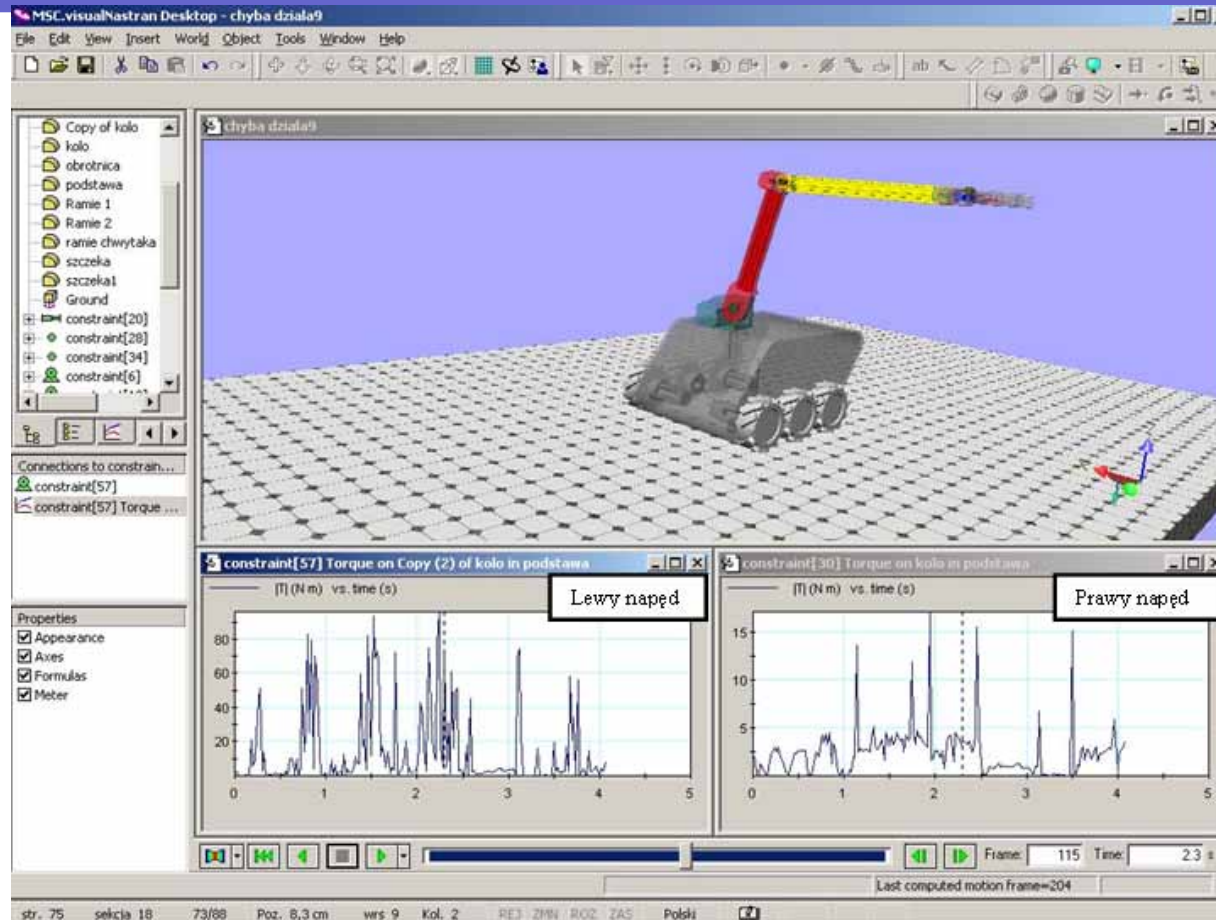 MSC.visualNastran Desktop - chyba dziala9
File Edit View Insert World Object Tools Window Help
chyba dziala9
Copy of kolo
kolo
obrotnica
podstawa
Ramie 1
Ramie 2
ramie chwytaka
szczeka
szczeka1
Ground
constraint[20]
constraint[28]
constraint[34]
constraint[6]
Connections to constrain...
constraint[57]
constraint[57] Torque ...
Properties
Appearance
Axes
Formulas
Meter
constraint[57] Torque on Copy (2) of kolo in podstawa
|T| (N m) vs. time (s)
Lewy napęd
80
60
40
20
0 1 2 3 4 5
constraint[30] Torque on kolo in podstawa
|T| (N m) vs. time (s)
Prawy napęd
15
10
5
0 1 2 3 4 5
Frame: 115 Time: 2.3 s
Last computed motion frame=204
str. 75 sekcja 18 73/88 Poz. 8,3 cm wrs 9 Kol. 2 REJ ZMN ROZ ZAS Polski